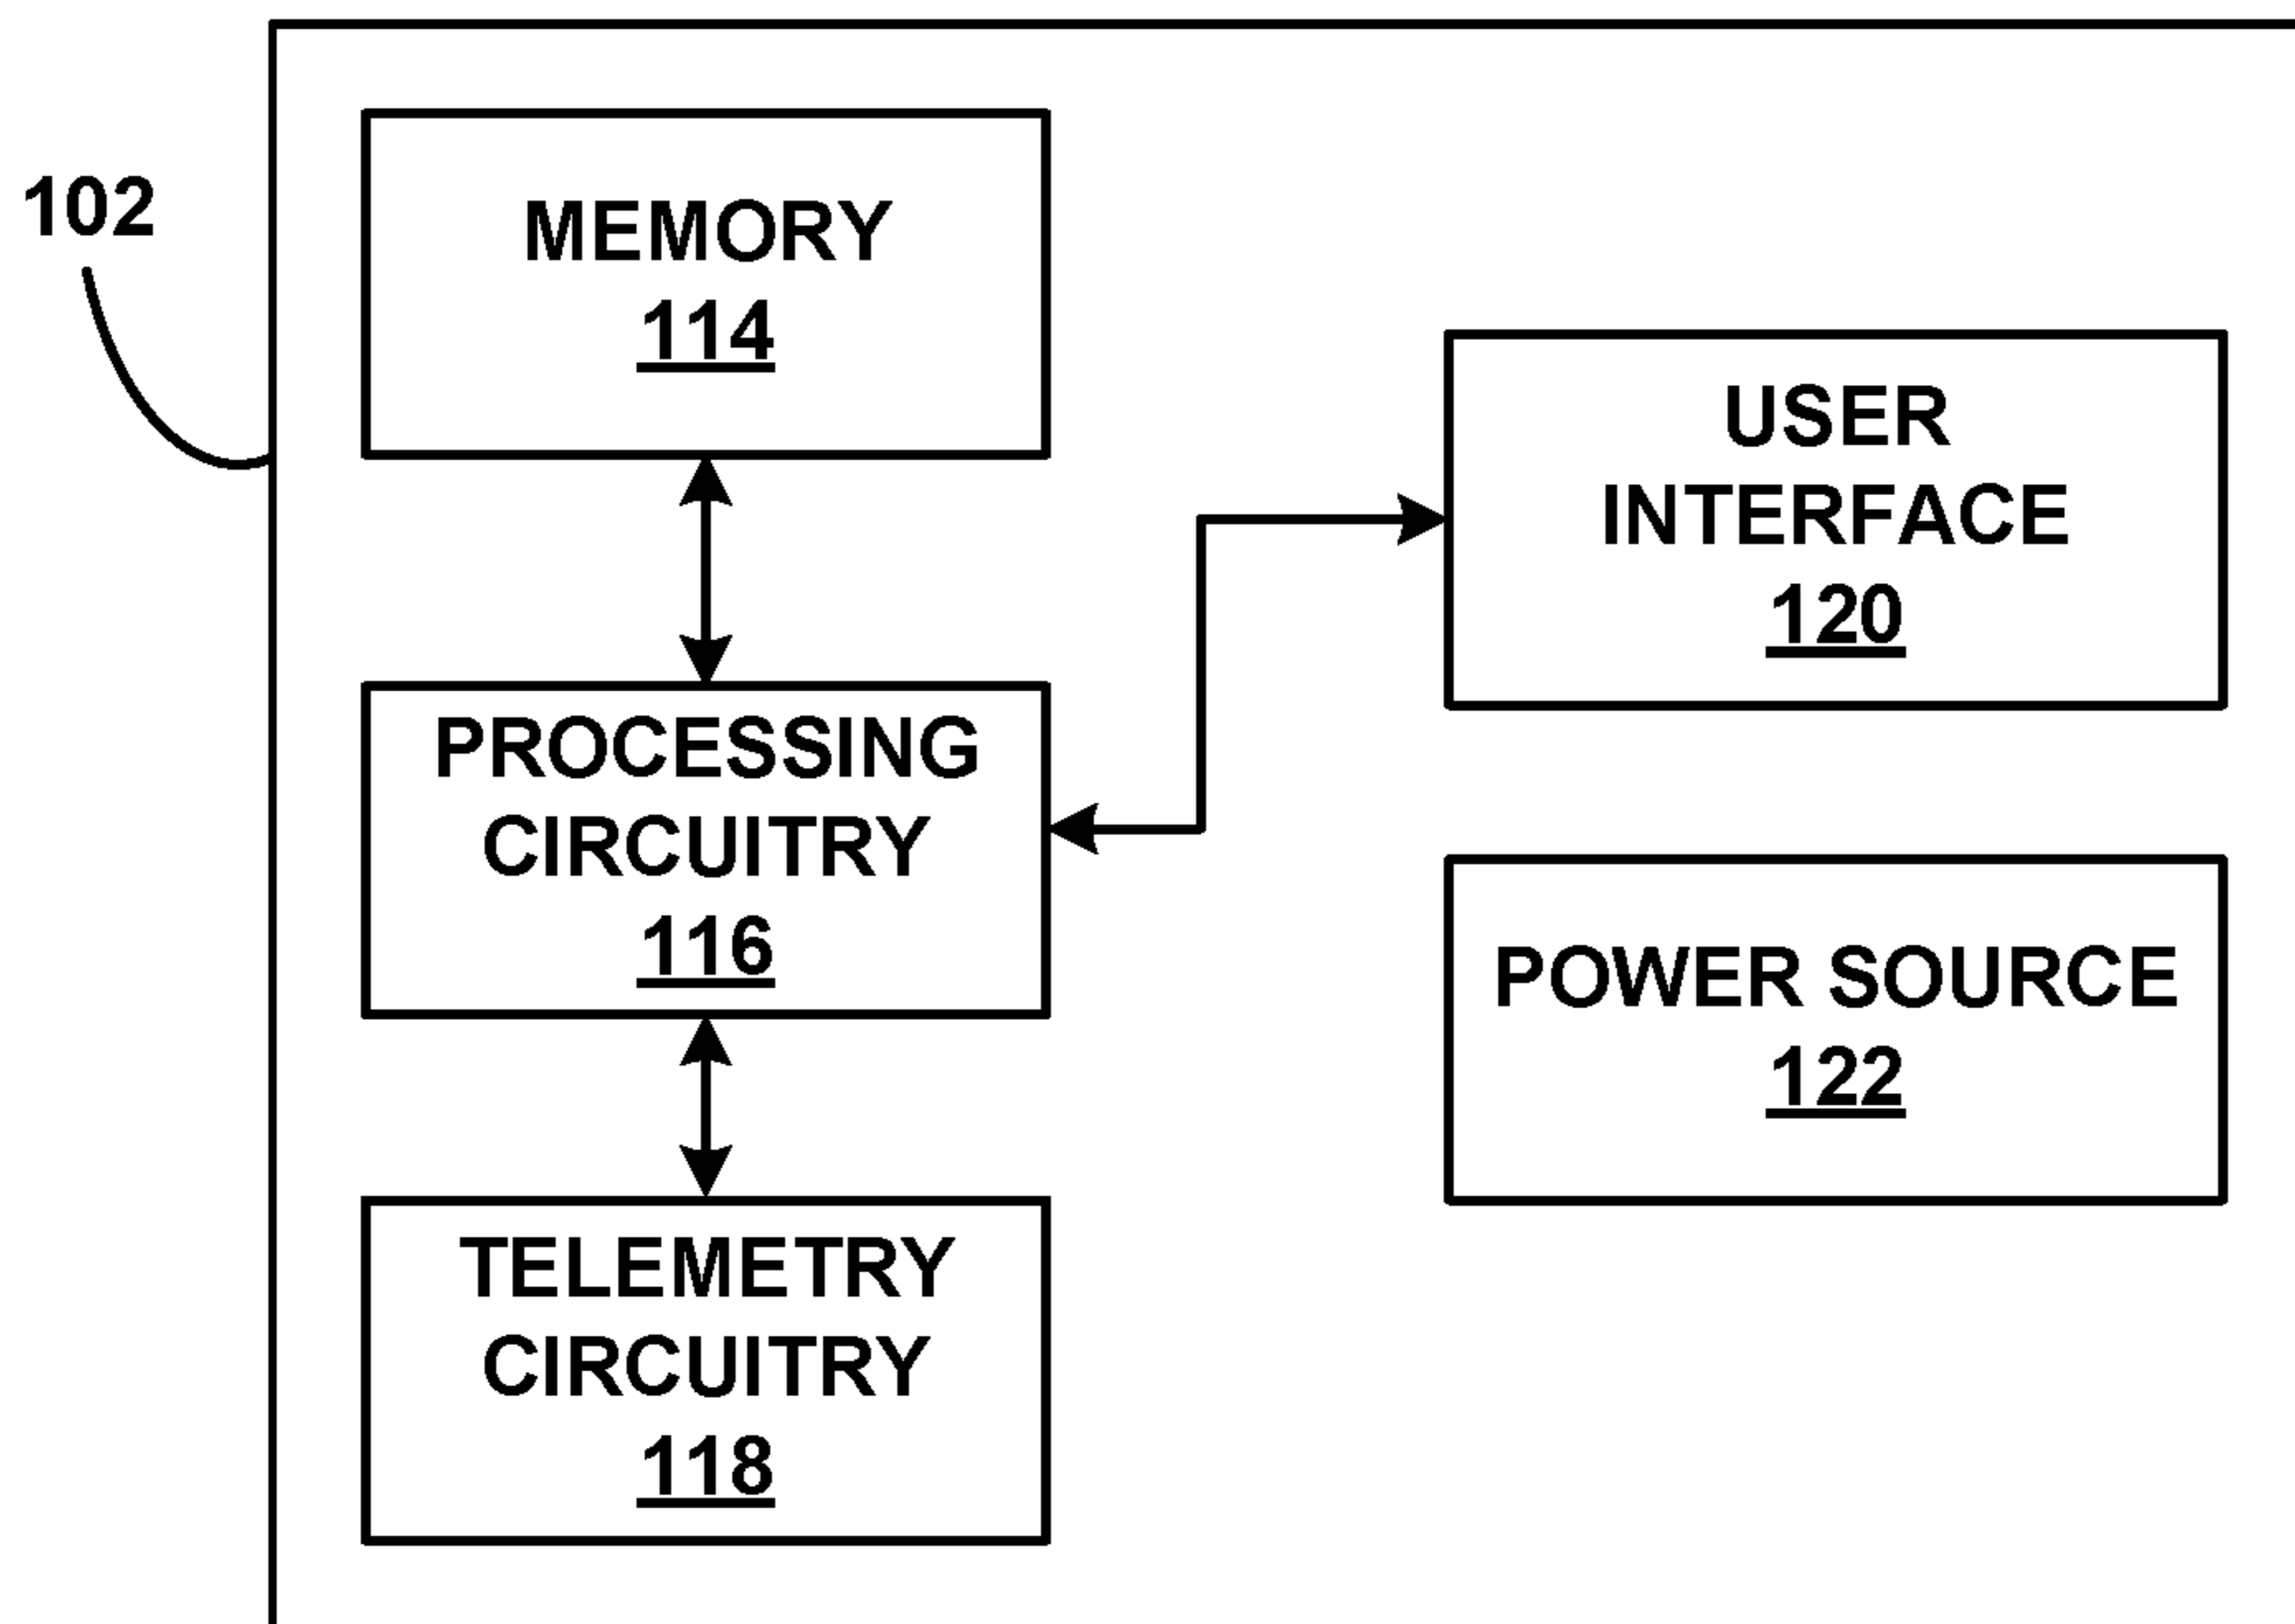 102
MEMORY
114
PROCESSING
CIRCUITRY
116
TELEMETRY
CIRCUITRY
118
USER
INTERFACE
120
POWER SOURCE
122